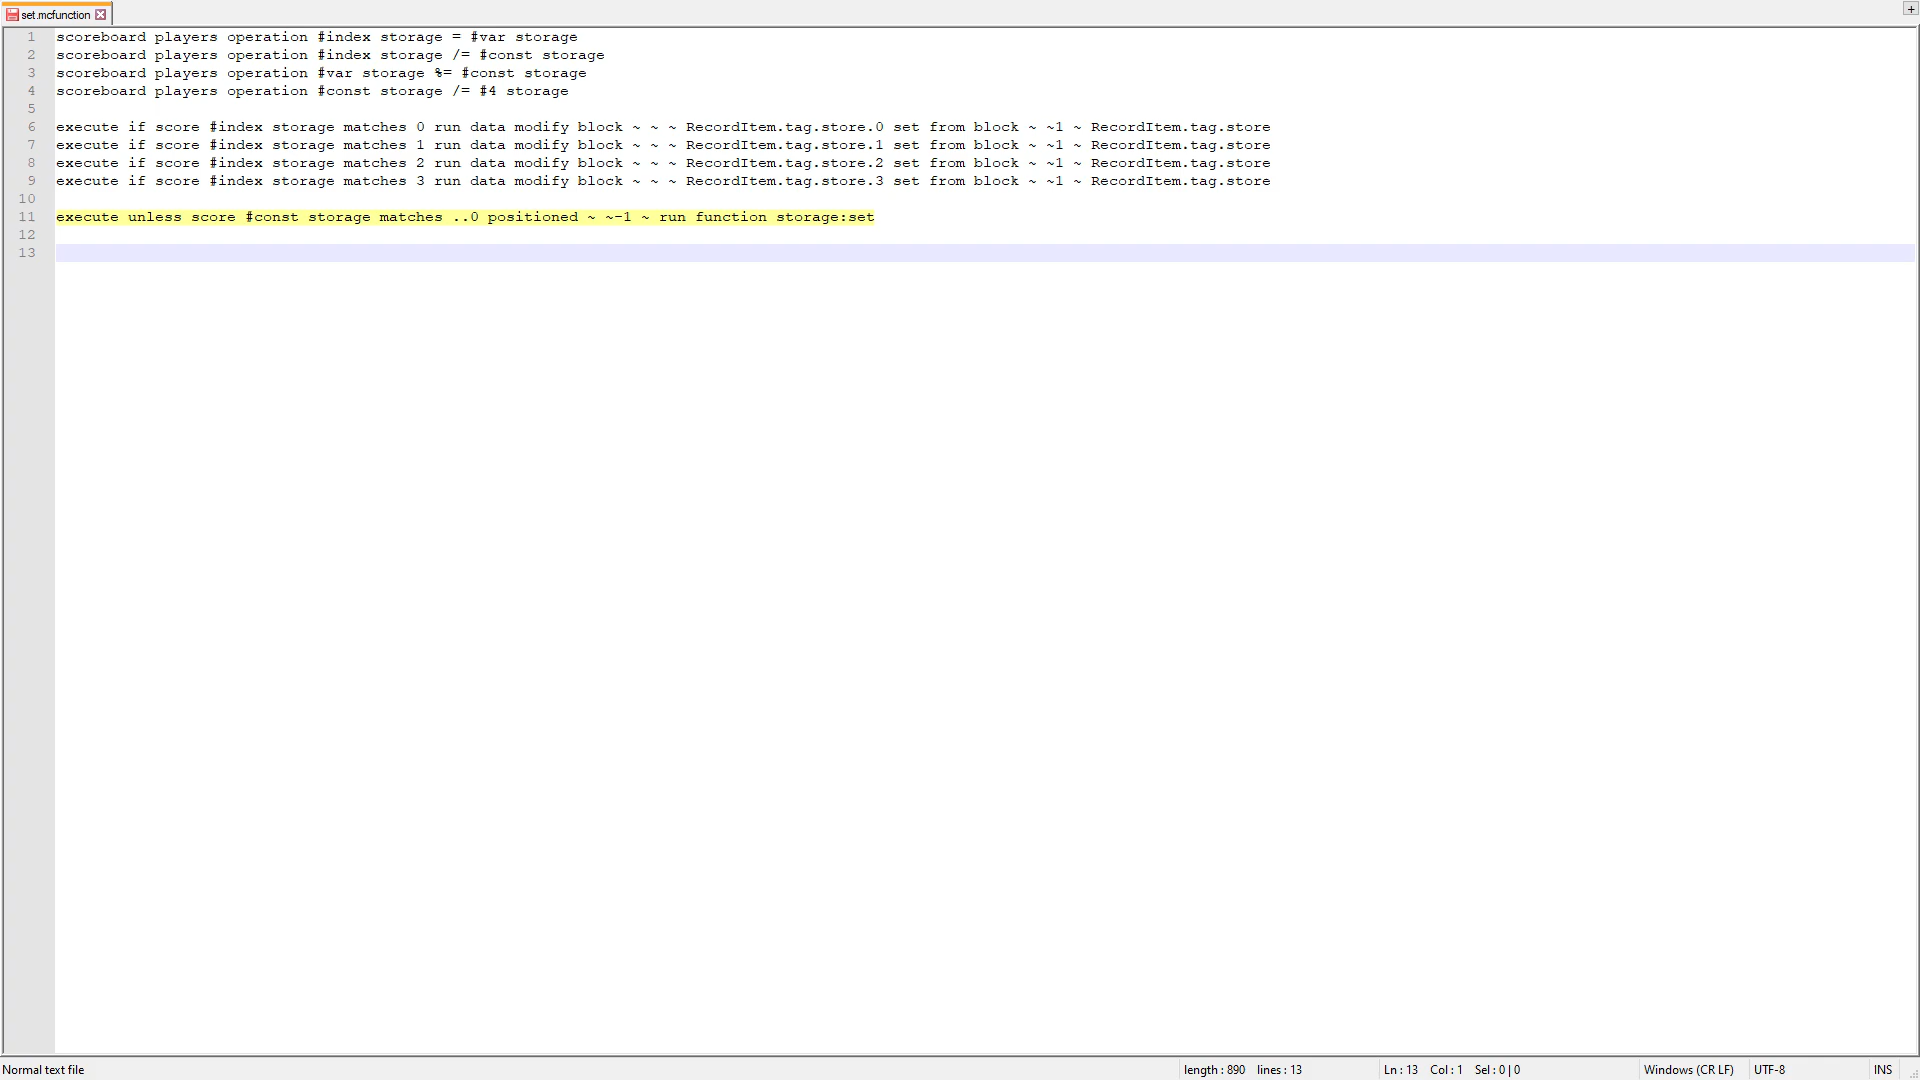 set.mcfunction
+
1 scoreboard players operation #index storage = #var storage
2 scoreboard players operation #index storage /= #const storage
3 scoreboard players operation #var storage %= #const storage
4 scoreboard players operation #const storage /= #4 storage
5
6 execute if score #index storage matches 0 run data modify block ~ ~ ~ RecordItem.tag.store.0 set from block ~ ~1 ~ RecordItem.tag.store
7 execute if score #index storage matches 1 run data modify block ~ ~ ~ RecordItem.tag.store.1 set from block ~ ~1 ~ RecordItem.tag.store
8 execute if score #index storage matches 2 run data modify block ~ ~ ~ RecordItem.tag.store.2 set from block ~ ~1 ~ RecordItem.tag.store
9 execute if score #index storage matches 3 run data modify block ~ ~ ~ RecordItem.tag.store.3 set from block ~ ~1 ~ RecordItem.tag.store
10
11 execute unless score #const storage matches ..0 positioned ~ ~-1 ~ run function storage:set
12
13
Normal text file length : 890 lines : 13 Ln : 13 Col : 1 Sel : 0 | 0 Windows (CR LF) UTF-8 INS